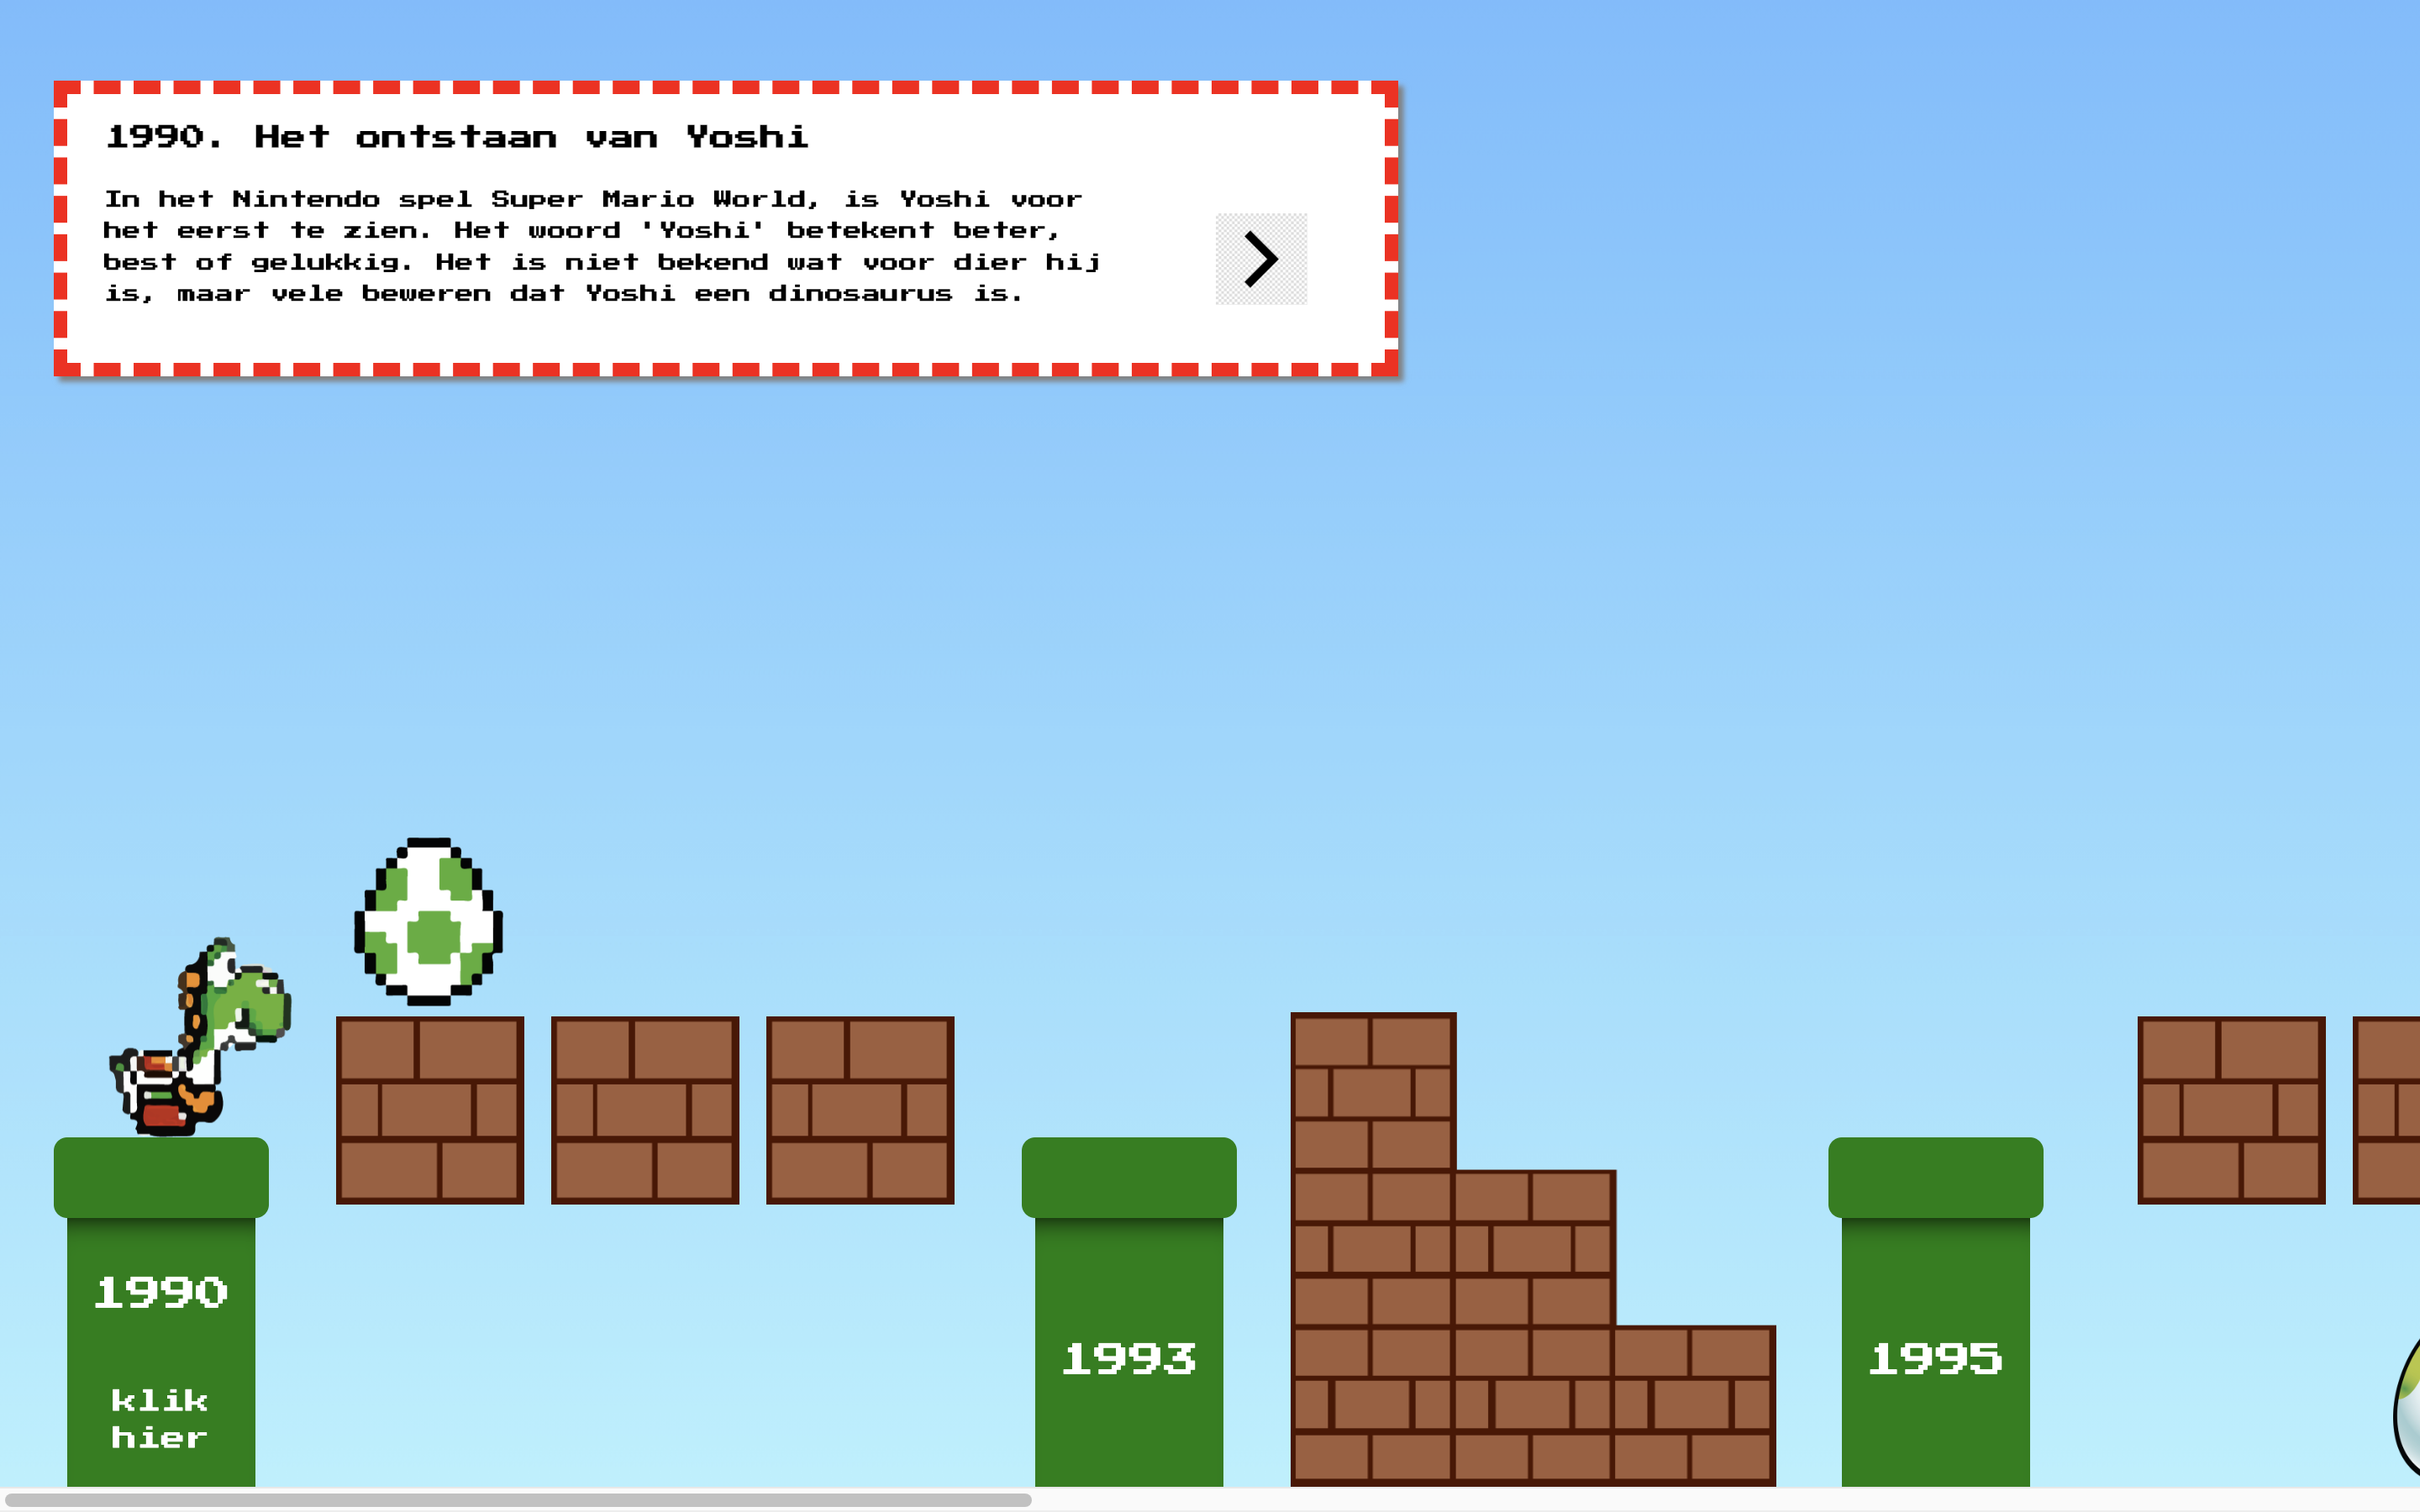 1990. Het ontstaan van Yoshi
In het Nintendo spel Super Mario World, is Yoshi voor
het eerst te zien. Het woord 'Yoshi' betekent beter,
best of gelukkig. Het is niet bekend wat voor dier hij
is, maar vele beweren dat Yoshi een dinosaurus is.
1990
klik
hier
1993
1995